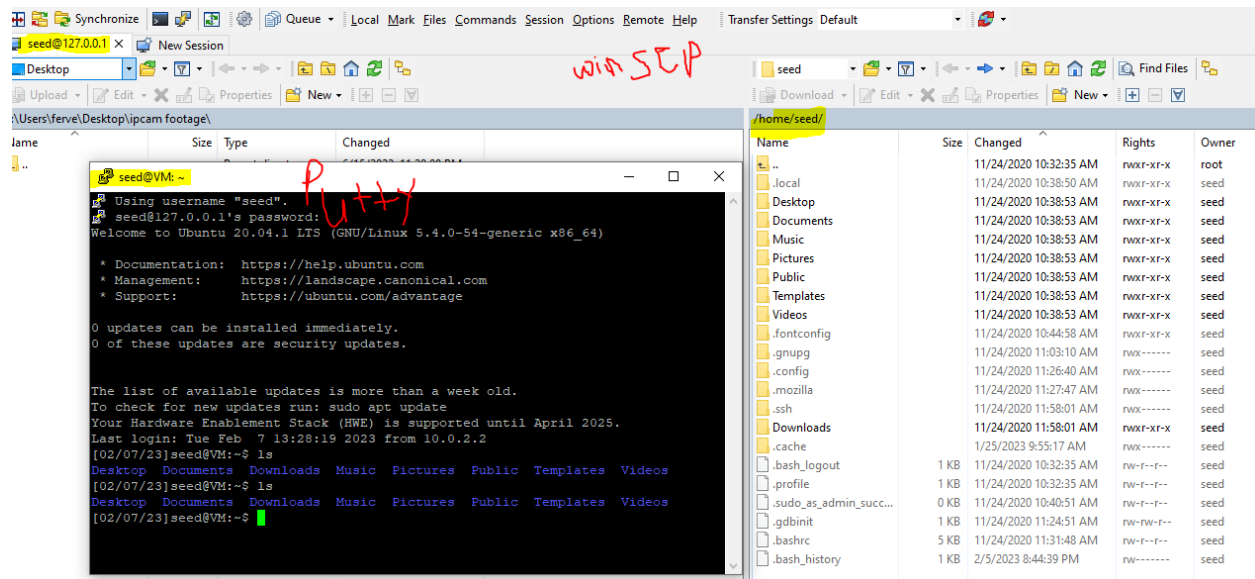 Synchronize Queue Local Mark Files Commands Session Options Remote Help Transfer Settings Default
seed@127.0.0.1 × New Session
Desktop
seed Find Files
winSCP
Upload Edit Properties New
Download Edit Properties New
:\Users\ferve\Desktop\ipcam footage\
/home/seed/
Size Type Changed
..
Name Size Changed Rights Owner
.. 11/24/2020 10:32:35 AM rwxr-xr-x root
.local 11/24/2020 10:38:50 AM rwxr-xr-x seed
Desktop 11/24/2020 10:38:53 AM rwxr-xr-x seed
Documents 11/24/2020 10:38:53 AM rwxr-xr-x seed
Music 11/24/2020 10:38:53 AM rwxr-xr-x seed
Pictures 11/24/2020 10:38:53 AM rwxr-xr-x seed
Public 11/24/2020 10:38:53 AM rwxr-xr-x seed
Templates 11/24/2020 10:38:53 AM rwxr-xr-x seed
Videos 11/24/2020 10:38:53 AM rwxr-xr-x seed
.fontconfig 11/24/2020 10:44:58 AM rwxr-xr-x seed
.gnupg 11/24/2020 11:03:10 AM rwx------ seed
.config 11/24/2020 11:26:40 AM rwx------ seed
.mozilla 11/24/2020 11:27:47 AM rwx------ seed
.ssh 11/24/2020 11:58:01 AM rwx------ seed
Downloads 11/24/2020 11:58:01 AM rwxr-xr-x seed
.cache 1/25/2023 9:55:17 AM rwx------ seed
.bash_logout 1 KB 11/24/2020 10:32:35 AM rw-r--r-- seed
.profile 1 KB 11/24/2020 10:32:35 AM rw-r--r-- seed
.sudo_as_admin_succ... 0 KB 11/24/2020 10:40:51 AM rw-r--r-- seed
.gdbinit 1 KB 11/24/2020 11:24:51 AM rw-rw-r-- seed
.bashrc 5 KB 11/24/2020 11:31:48 AM rw-r--r-- seed
.bash_history 1 KB 2/5/2023 8:44:39 PM rw------- seed
seed@VM: ~
Putty
Using username "seed".
seed@127.0.0.1's password:
Welcome to Ubuntu 20.04.1 LTS (GNU/Linux 5.4.0-54-generic x86_64)
* Documentation: https://help.ubuntu.com
* Management: https://landscape.canonical.com
* Support: https://ubuntu.com/advantage
0 updates can be installed immediately.
0 of these updates are security updates.
The list of available updates is more than a week old.
To check for new updates run: sudo apt update
Your Hardware Enablement Stack (HWE) is supported until April 2025.
Last login: Tue Feb 7 13:28:19 2023 from 10.0.2.2
[02/07/23]seed@VM:~$ ls
Desktop Documents Downloads Music Pictures Public Templates Videos
[02/07/23]seed@VM:~$ ls
Desktop Documents Downloads Music Pictures Public Templates Videos
[02/07/23]seed@VM:~$